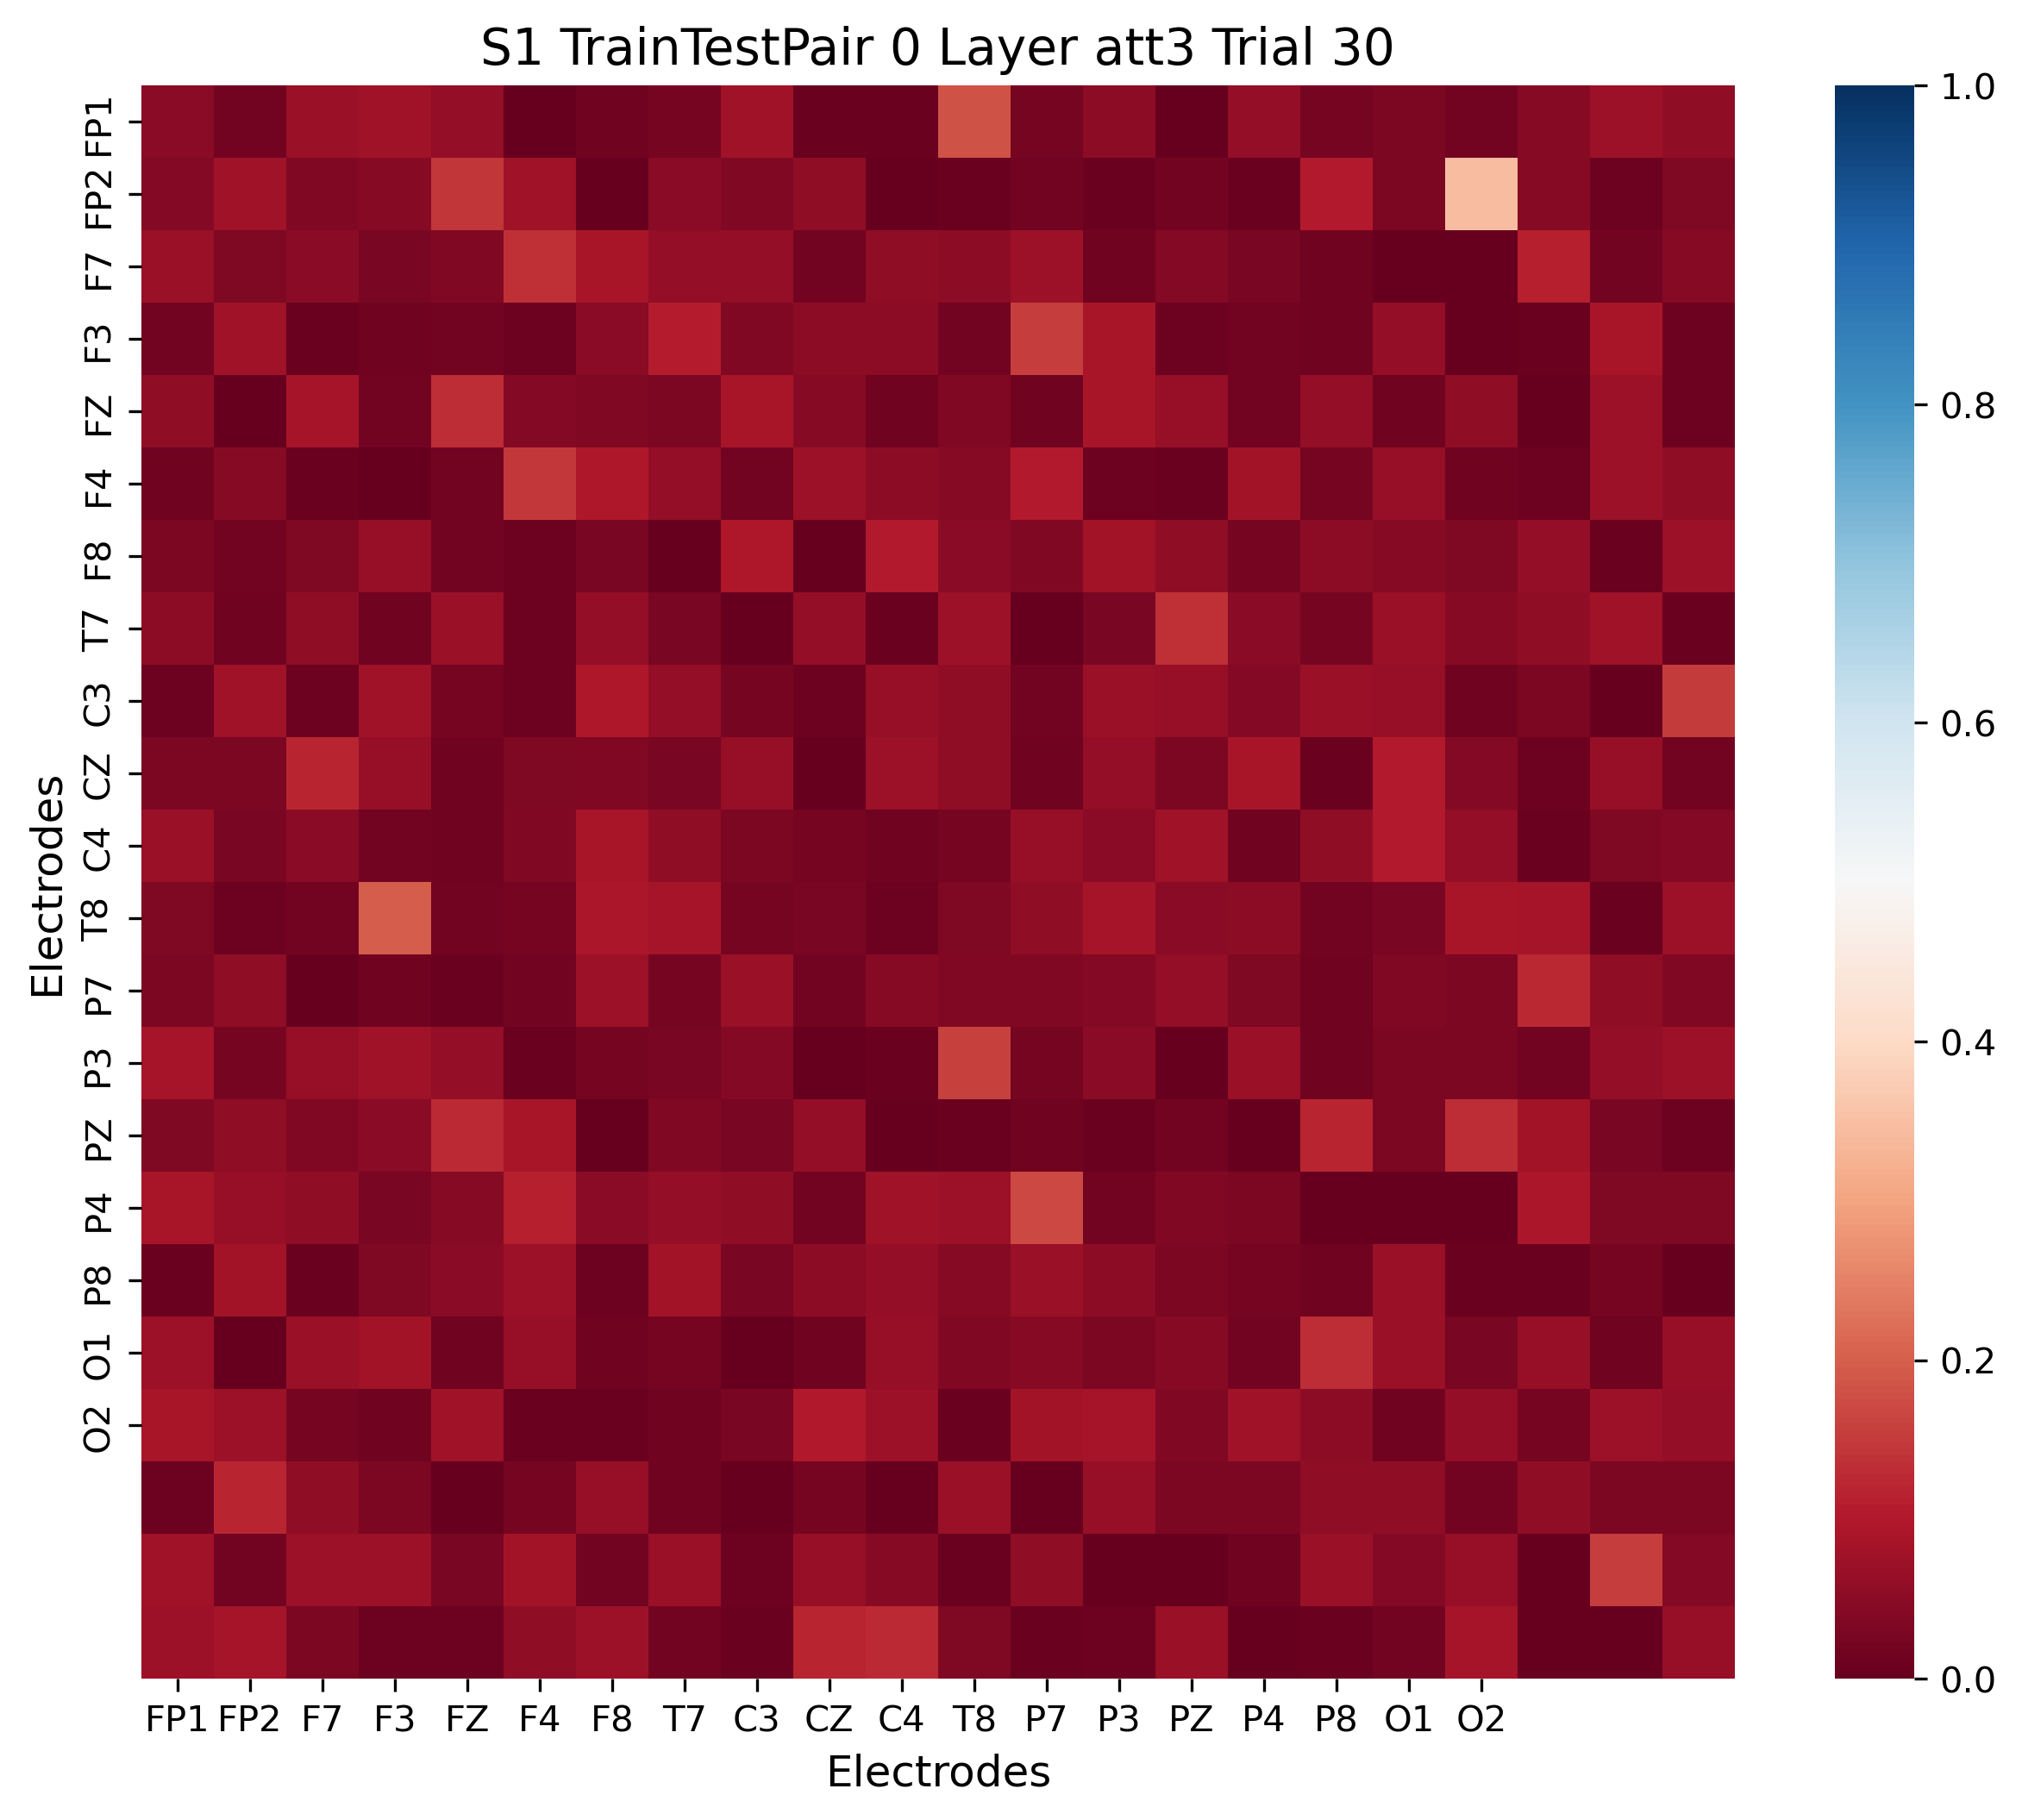 S1 TrainTestPair 0 Layer att3 Trial 30
Electrodes
FP1
FP2
F7
F3
FZ
F4
F8
T7
C3
CZ
C4
T8
P7
P3
PZ
P4
P8
O1
O2
FP1 FP2 F7 F3 FZ F4 F8 T7 C3 CZ C4 T8 P7 P3 PZ P4 P8 O1 O2
Electrodes
1.0
0.8
0.6
0.4
0.2
0.0